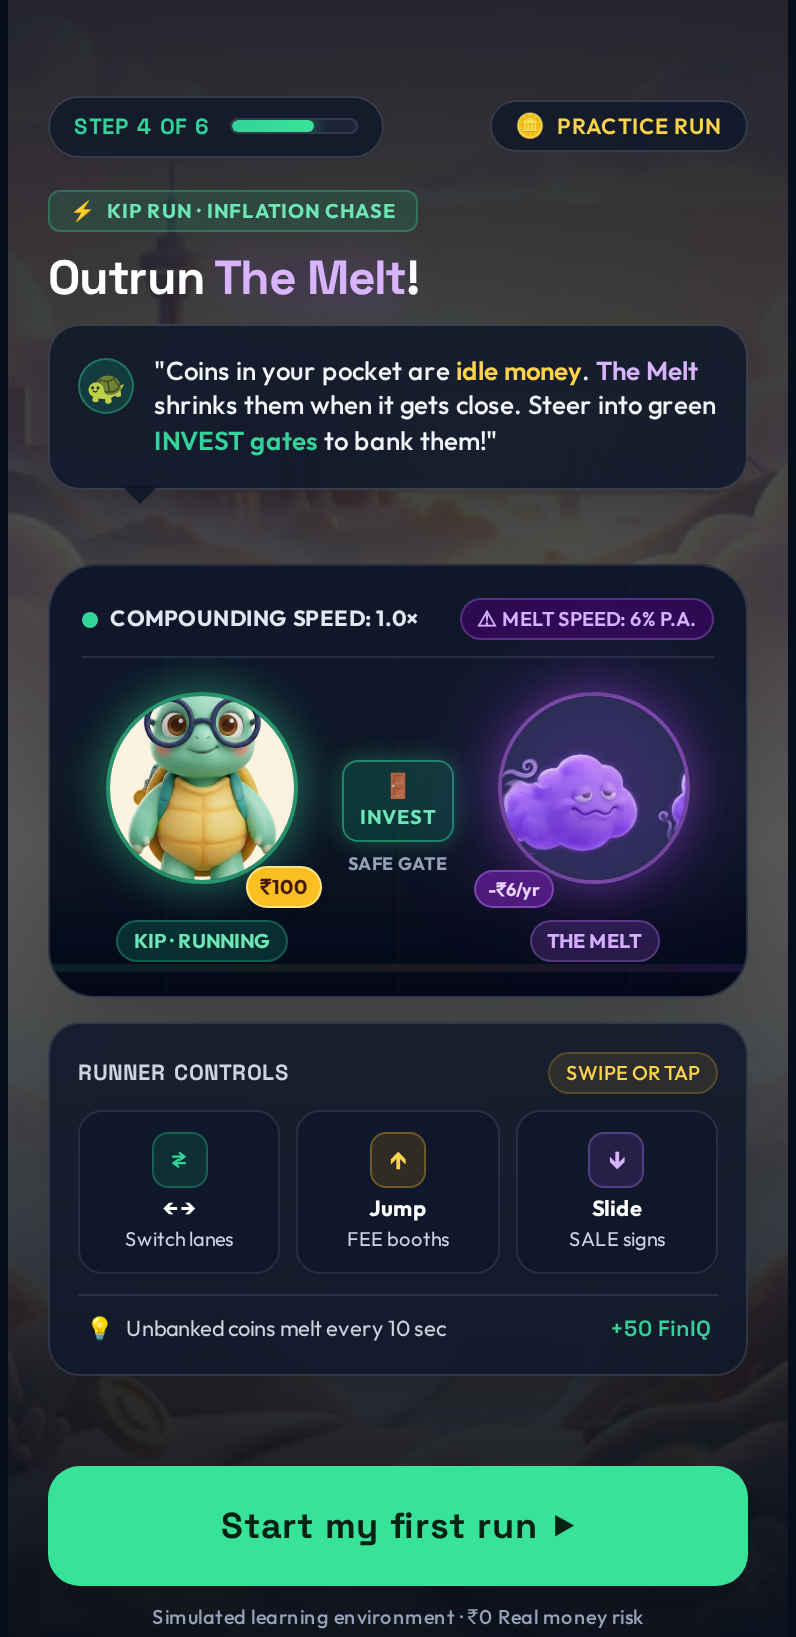 STEP 4 OF 6
PRACTICE RUN
KIP RUN · INFLATION CHASE
Outrun The Melt!
"Coins in your pocket are idle money. The Melt
shrinks them when it gets close. Steer into green
INVEST gates to bank them!"
COMPOUNDING SPEED: 1.0×
⚠ MELT SPEED: 6% P.A.
INVEST
SAFE GATE
₹100
-₹6/yr
KIP · RUNNING
THE MELT
RUNNER CONTROLS
SWIPE OR TAP
←→
Jump
Slide
Switch lanes
FEE booths
SALE signs
Unbanked coins melt every 10 sec
+50 FinIQ
Start my first run ▶
Simulated learning environment · ₹0 Real money risk